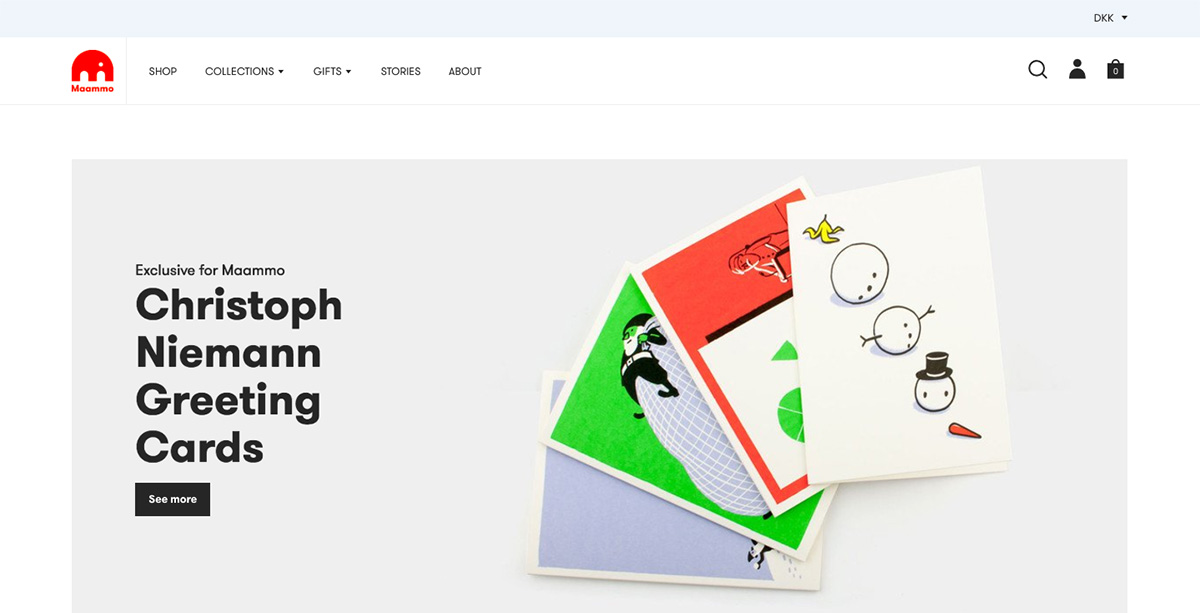 DKK
Maammo
SHOP COLLECTIONS GIFTS STORIES ABOUT
0
Exclusive for Maammo
Christoph
Niemann
Greeting
Cards
See more